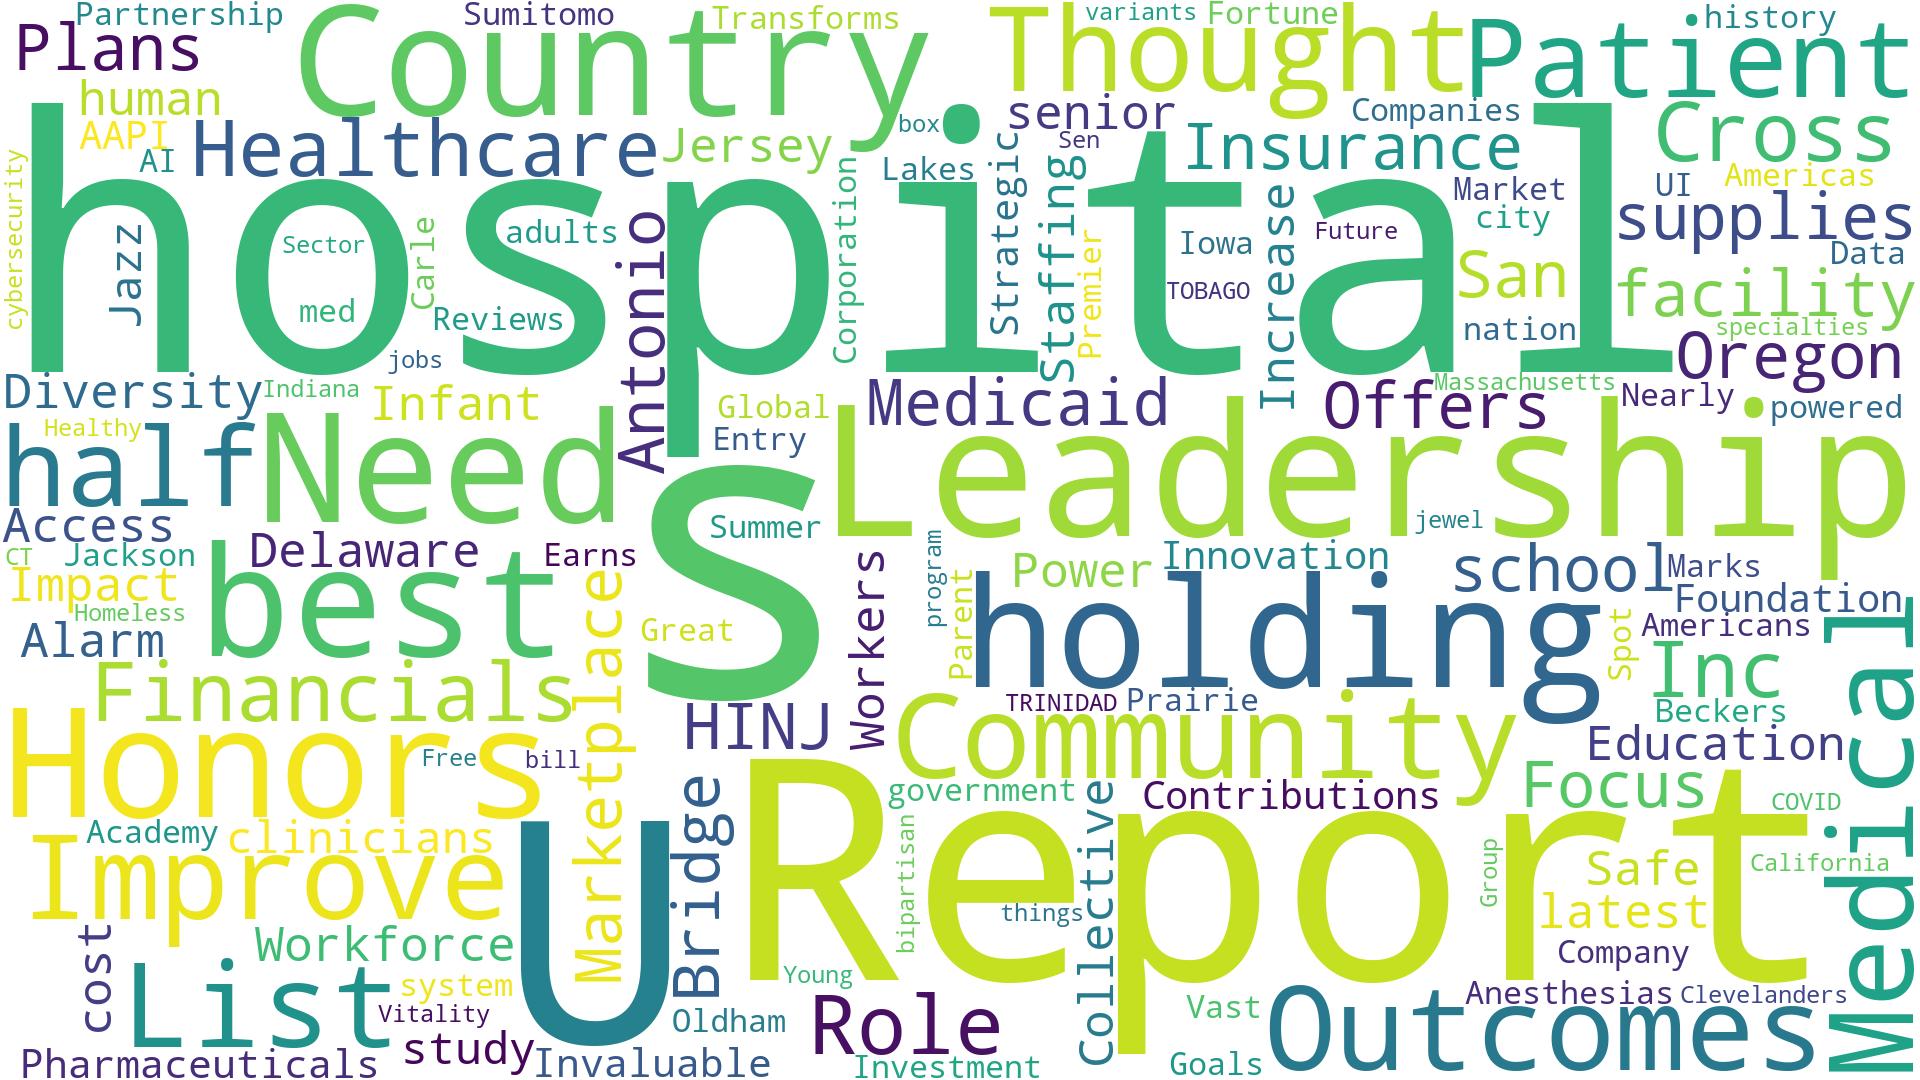 Partnership
Sumitomo
Transforms
variants
Fortune
history
Plans
Country
Thought
Patient
human
senior
Companies
Cross
AAPI
AI
Healthcare
Jersey
box
Sen
Insurance
hospital
cybersecurity
Jazz
Sector
med
Carle
adults
Reviews
jobs
Antonio
Corporation
Lakes
Strategic
Staffing
Premier
Iowa
TOBAGO
Increase
Future
Market
city
San
nation
UI
Americas
supplies
Data
facility
specialties
Oregon
Diversity
Indiana
Infant
Global
Entry
Medicaid
Offers
Massachusetts
Nearly
powered
Healthy
half
Need
Leadership
Access
S
Summer
jewel
CT
Jackson
Delaware
Earns
Workers
program
Parent
Power
Innovation
school
Marks
Impact
best
Homeless
Alarm
Marketplace
Great
holding
Spot
Foundation
Americans
Financials
HINJ
TRINIDAD
Prairie
Inc
Beckers
Medical
Honors
Free
bill
Community
Education
Bridge
Report
government
Collective
Contributions
Focus
COVID
Academy
clinicians
U
Improve
bipartisan
things
Group
Safe
California
latest
cost
Workforce
Company
List
system
Young
Vitality
Oldham
Role
Vast
Outcomes
Anesthesias
Clevelanders
Pharmaceuticals
study
Invaluable
Investment
Goals